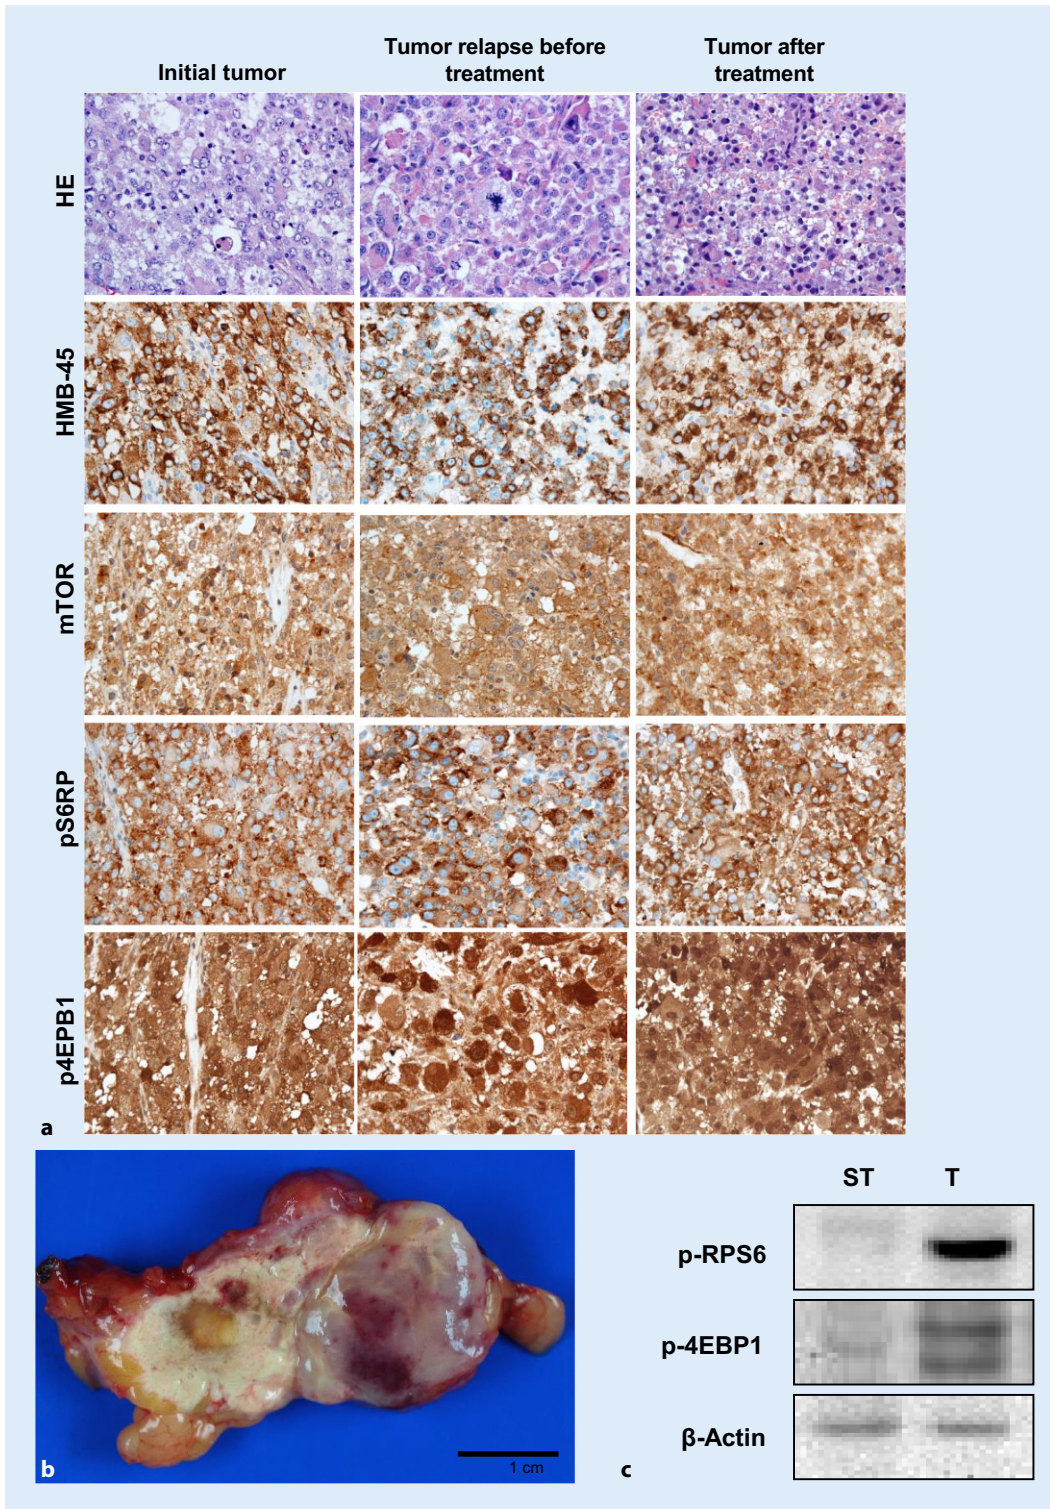 Initial tumor
Tumor relapse before
treatment
Tumor after
treatment
HE
HMB-45
mTOR
pS6RP
p4EPB1
a
b
1 cm
c
ST
T
p-RPS6
p-4EBP1
β-Actin